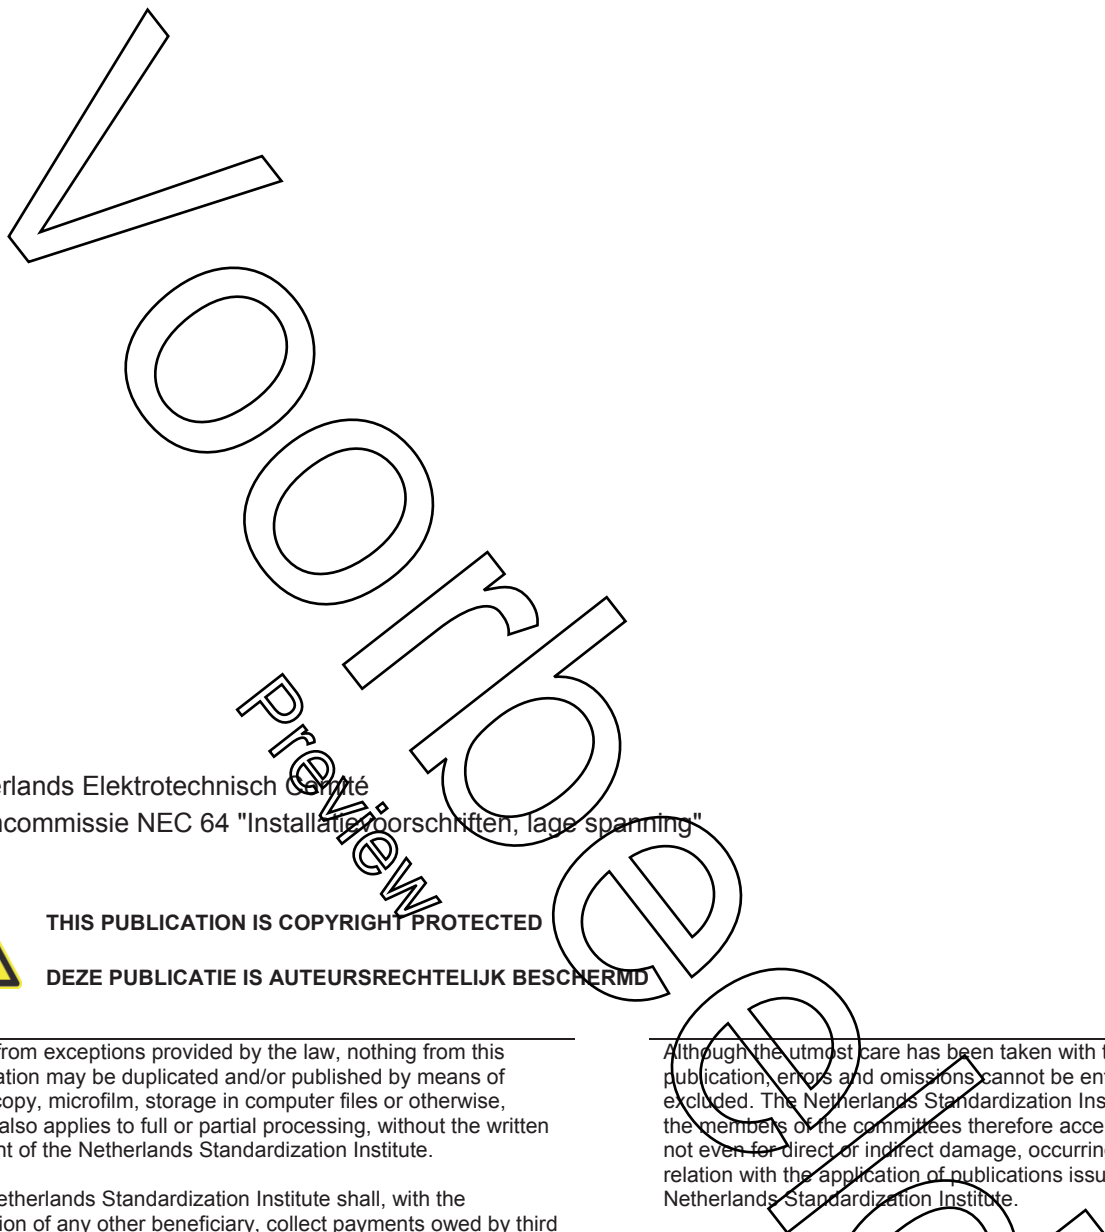 Voorbee
Preview
erlands Elektrotechnisch Comité
commissie NEC 64 "Installatievoorschriften, lage spanning"
THIS PUBLICATION IS COPYRIGHT PROTECTED
DEZE PUBLICATIE IS AUTEURSRECHTELIJK BESCHERMD
from exceptions provided by the law, nothing from this
ation may be duplicated and/or published by means of
copy, microfilm, storage in computer files or otherwise,
also applies to full or partial processing, without the written
nt of the Netherlands Standardization Institute.
etherlands Standardization Institute shall, with the
ion of any other beneficiary, collect payments owed by third
Although the utmost care has been taken with
publication, errors and omissions cannot be ent
excluded. The Netherlands Standardization Ins
the members of the committees therefore acce
not even for direct or indirect damage, occurring
relation with the application of publications issu
Netherlands Standardization Institute.